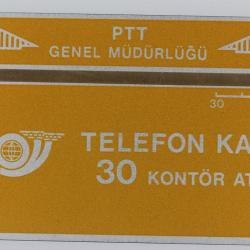 PTT
GENEL MÜDÜRLÜĞÜ
30
TELEFON KA
30 KONTÖR AT